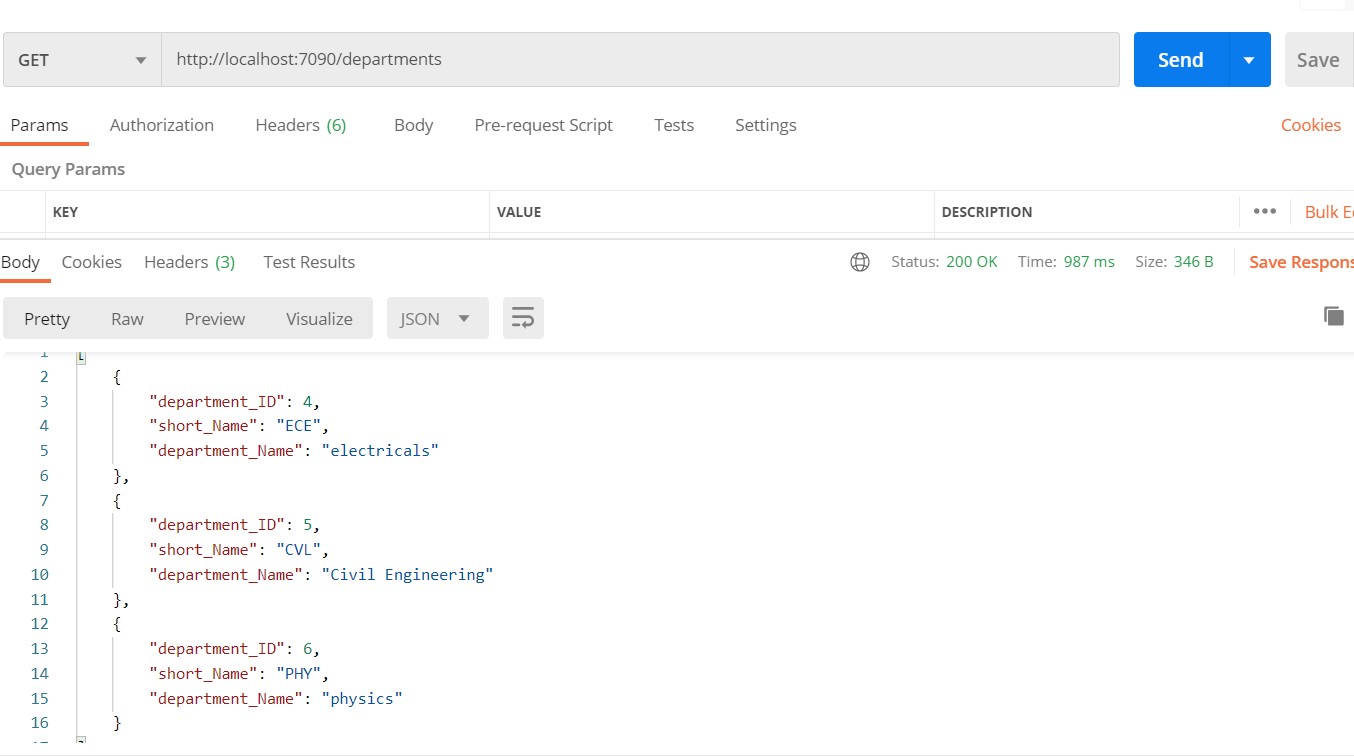 GET http://localhost:7090/departments Send Save
Params Authorization Headers (6) Body Pre-request Script Tests Settings Cookies
Query Params
KEY VALUE DESCRIPTION ••• Bulk E
Body Cookies Headers (3) Test Results Status: 200 OK Time: 987 ms Size: 346 B Save Respons
Pretty Raw Preview Visualize JSON
1 [
2 {
3 "department_ID": 4,
4 "short_Name": "ECE",
5 "department_Name": "electricals"
6 },
7 {
8 "department_ID": 5,
9 "short_Name": "CVL",
10 "department_Name": "Civil Engineering"
11 },
12 {
13 "department_ID": 6,
14 "short_Name": "PHY",
15 "department_Name": "physics"
16 }
17 ]